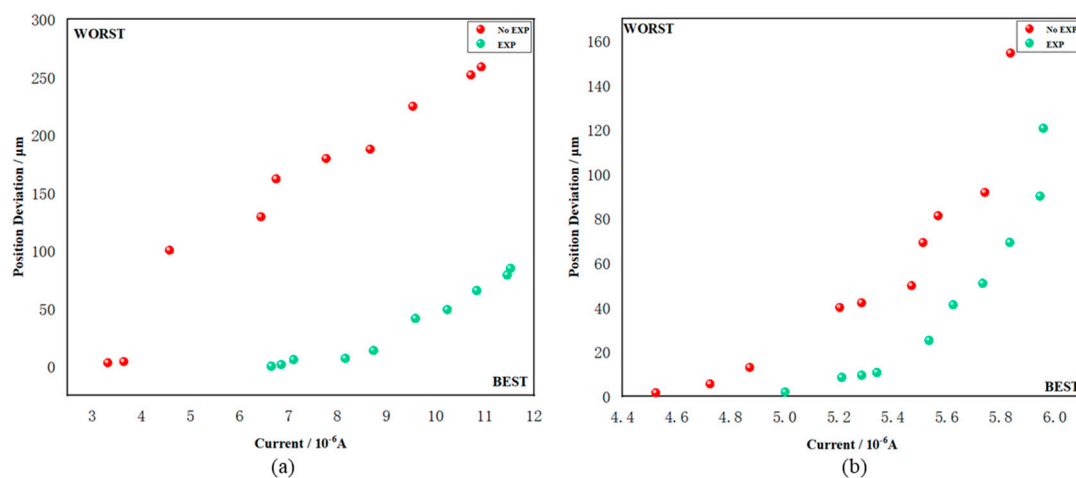 WORST
No EXP
EXP
300
250
200
150
100
50
0
Position Deviation / μm
BEST
3 4 5 6 7 8 9 10 11 12
Current / 10⁻⁶A
(a)
WORST
No EXP
EXP
160
140
120
100
80
60
40
20
0
Position Deviation / μm
BEST
4.4 4.6 4.8 5.0 5.2 5.4 5.6 5.8 6.0
Current / 10⁻⁶A
(b)